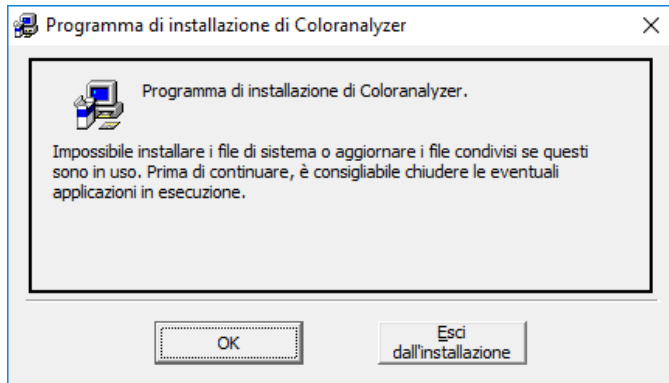 Programma di installazione di Coloranalyzer
Programma di installazione di Coloranalyzer.
Impossibile installare i file di sistema o aggiornare i file condivisi se questi
sono in uso. Prima di continuare, è consigliabile chiudere le eventuali
applicazioni in esecuzione.
OK
Esci
dall'installazione